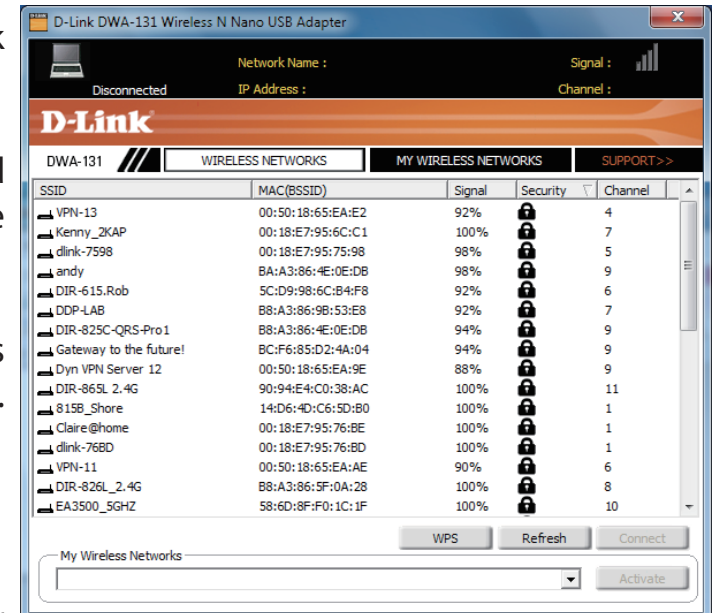 D-Link DWA-131 Wireless N Nano USB Adapter
Network Name : Signal :
Disconnected IP Address : Channel :
D-Link
DWA-131 WIRELESS NETWORKS MY WIRELESS NETWORKS SUPPORT>>
SSID MAC(BSSID) Signal Security Channel
VPN-13 00:50:18:65:EA:E2 92% 4
Kenny_2KAP 00:18:E7:95:6C:C1 100% 7
dlink-7598 00:18:E7:95:75:98 98% 5
andy BA:A3:86:4E:0E:DB 98% 9
DIR-615.Rob 5C:D9:98:6C:B4:F8 92% 6
DDP-LAB B8:A3:86:9B:53:E8 92% 7
DIR-825C-QRS-Pro1 B8:A3:86:4E:0E:DB 94% 9
Gateway to the future! BC:F6:85:D2:4A:04 94% 9
Dyn VPN Server 12 00:50:18:65:EA:9E 88% 9
DIR-865L 2.4G 90:94:E4:C0:38:AC 100% 11
815B_Shore 14:D6:4D:C6:5D:B0 100% 1
Claire@home 00:18:E7:95:76:BE 100% 1
dlink-76BD 00:18:E7:95:76:BD 100% 1
VPN-11 00:50:18:65:EA:AE 90% 6
DIR-826L_2.4G B8:A3:86:5F:0A:28 100% 8
EA3500_5GHZ 58:6D:8F:F0:1C:1F 100% 10
WPS Refresh Connect
My Wireless Networks
Activate